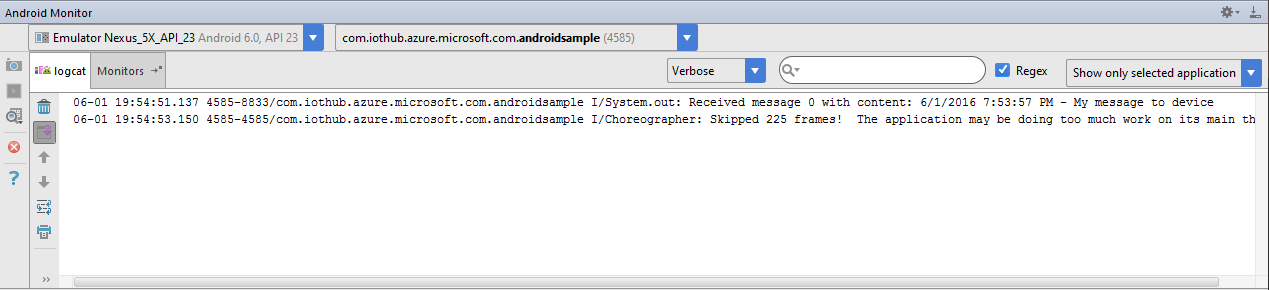 Android Monitor
Emulator Nexus_5X_API_23 Android 6.0, API 23 com.iothub.azure.microsoft.com.androidsample (4585)
logcat Monitors Verbose Regex Show only selected application
06-01 19:54:51.137 4585-8833/com.iothub.azure.microsoft.com.androidsample I/System.out: Received message 0 with content: 6/1/2016 7:53:57 PM - My message to device
06-01 19:54:53.150 4585-4585/com.iothub.azure.microsoft.com.androidsample I/Choreographer: Skipped 225 frames! The application may be doing too much work on its main th